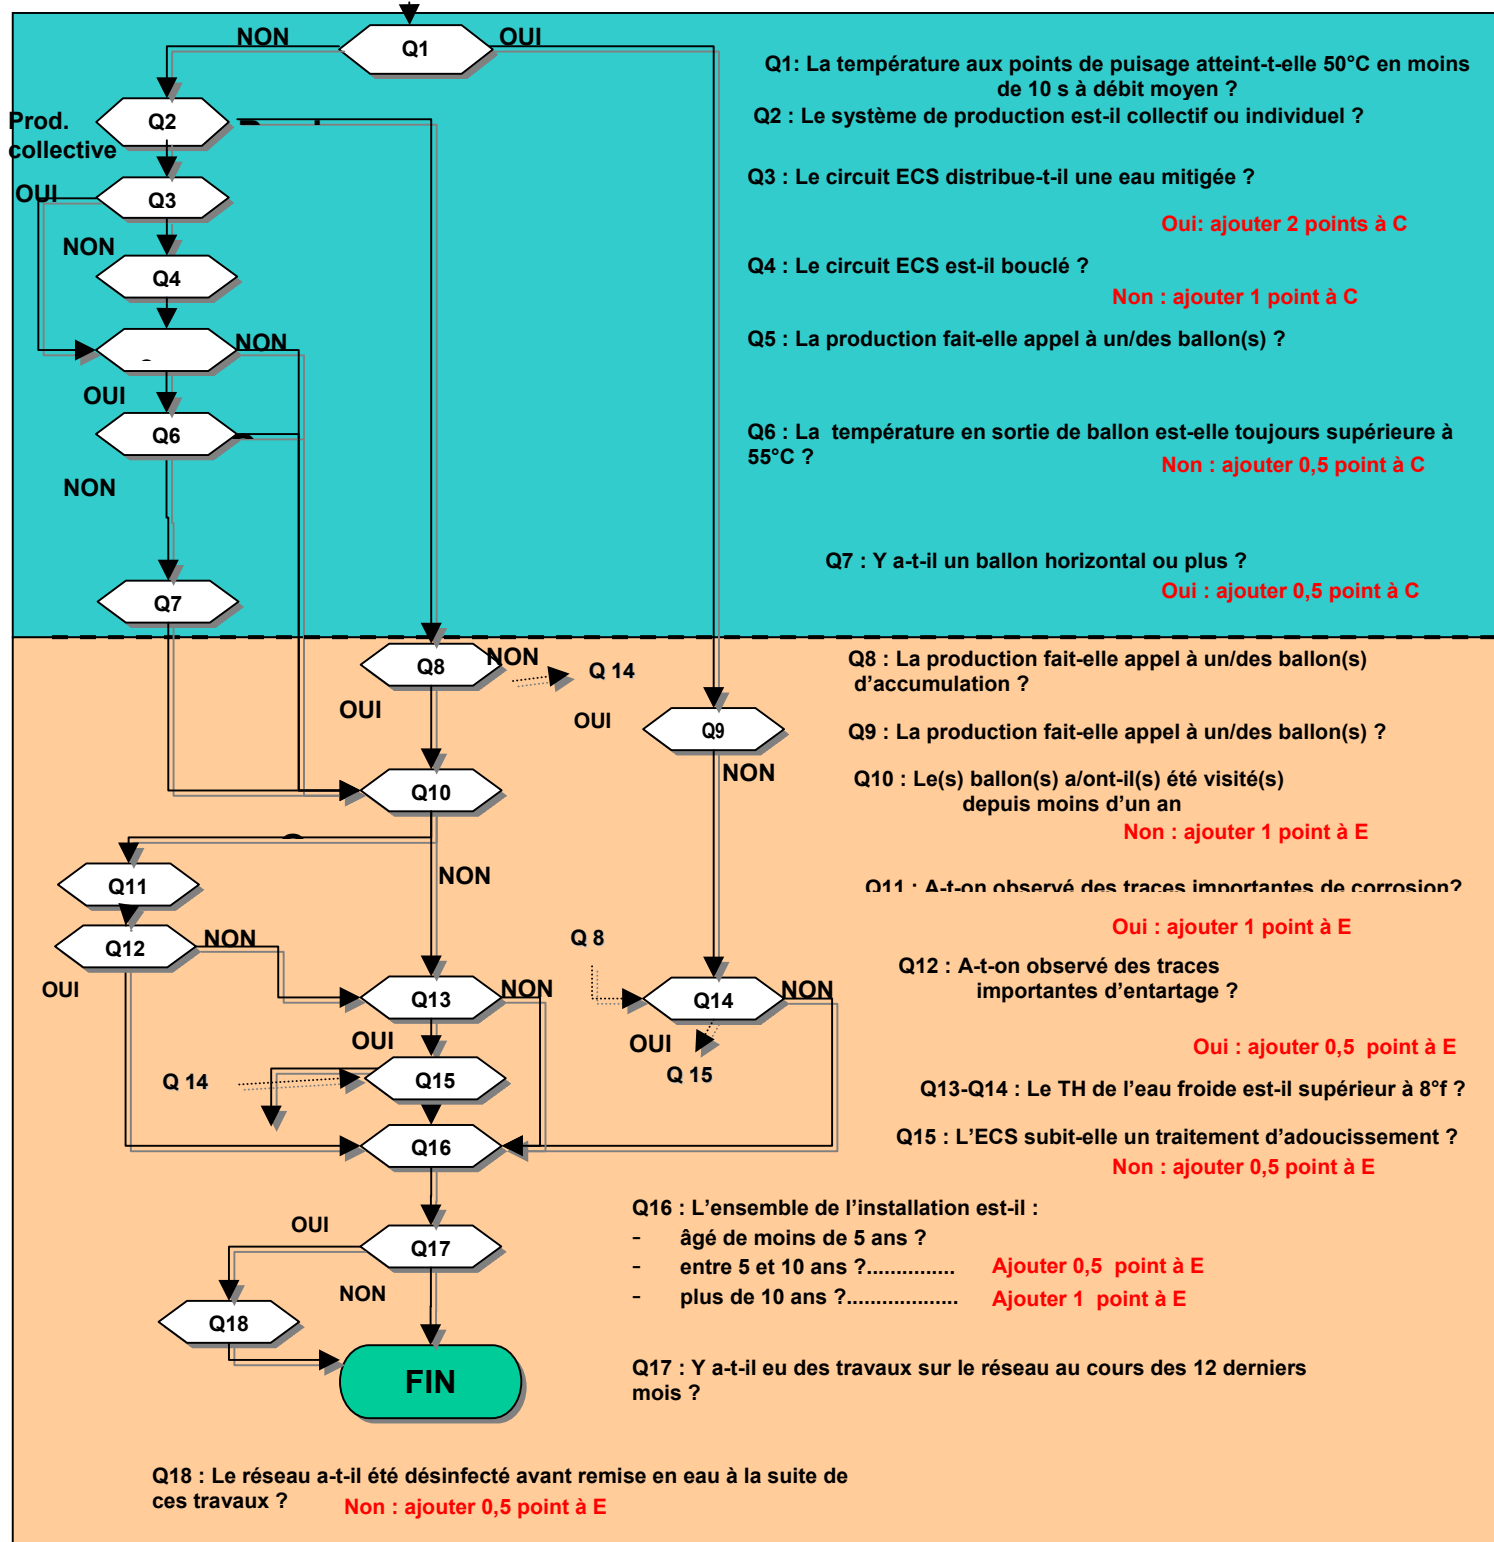 NON
OUI
Q1
Q1: La température aux points de puisage atteint-t-elle 50°C en moins
de 10 s à débit moyen ?
Prod.
collective
Q2
Q2 : Le système de production est-il collectif ou individuel ?
OUI
Q3
Q3 : Le circuit ECS distribue-t-il une eau mitigée ?
Oui: ajouter 2 points à C
NON
Q4
Q4 : Le circuit ECS est-il bouclé ?
Non : ajouter 1 point à C
NON
Q5 : La production fait-elle appel à un/des ballon(s) ?
OUI
Q6
Q6 : La température en sortie de ballon est-elle toujours supérieure à
55°C ?
Non : ajouter 0,5 point à C
NON
Q7 : Y a-t-il un ballon horizontal ou plus ?
Oui : ajouter 0,5 point à C
Q7
Q8
NON
Q 14
Q8 : La production fait-elle appel à un/des ballon(s)
d'accumulation ?
OUI
OUI
Q9
Q9 : La production fait-elle appel à un/des ballon(s) ?
NON
Q10
Q10 : Le(s) ballon(s) a/ont-il(s) été visité(s)
depuis moins d'un an
Non : ajouter 1 point à E
NON
Q11
Q11 : A-t-on observé des traces importantes de corrosion?
Oui : ajouter 1 point à E
Q12
NON
OUI
Q 8
Q12 : A-t-on observé des traces
importantes d'entartage ?
Q13
NON
Q14
NON
OUI
OUI
Oui : ajouter 0,5 point à E
Q 14
Q15
Q 15
Q13-Q14 : Le TH de l'eau froide est-il supérieur à 8°f ?
Q16
Q15 : L'ECS subit-elle un traitement d'adoucissement ?
Non : ajouter 0,5 point à E
Q16 : L'ensemble de l'installation est-il :
- âgé de moins de 5 ans ?
- entre 5 et 10 ans ?............... Ajouter 0,5 point à E
- plus de 10 ans ?................... Ajouter 1 point à E
OUI
Q17
NON
Q18
FIN
Q17 : Y a-t-il eu des travaux sur le réseau au cours des 12 derniers
mois ?
Q18 : Le réseau a-t-il été désinfecté avant remise en eau à la suite de
ces travaux ?
Non : ajouter 0,5 point à E